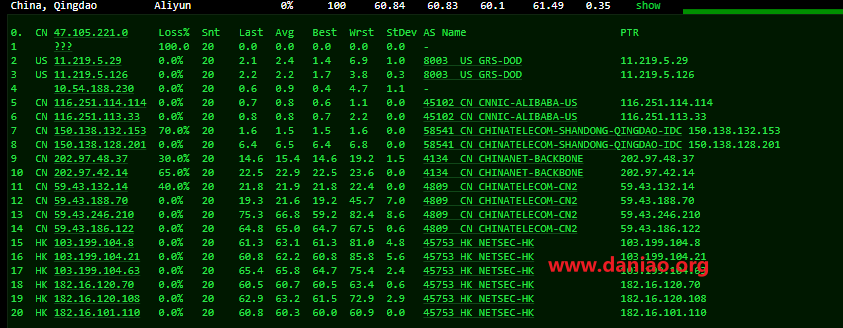 China, Qingdao Aliyun 0% 100 60.84 60.83 60.1 61.49 0.35 show
0. CN 47.105.221.0 Loss% Snt Last Avg Best Wrst StDev AS Name PTR
1 ??? 100.0 20 0.0 0.0 0.0 0.0 0.0 -
2 US 11.219.5.29 0.0% 20 2.1 2.4 1.4 6.9 1.0 8003 US GRS-DOD 11.219.5.29
3 US 11.219.5.126 0.0% 20 2.2 2.2 1.7 3.8 0.3 8003 US GRS-DOD 11.219.5.126
4 10.54.188.230 0.0% 20 0.6 0.9 0.4 4.7 1.1 -
5 CN 116.251.114.114 0.0% 20 0.7 0.8 0.6 1.1 0.0 45102 CN CNNIC-ALIBABA-US 116.251.114.114
6 CN 116.251.113.33 0.0% 20 0.8 0.8 0.7 2.2 0.0 45102 CN CNNIC-ALIBABA-US 116.251.113.33
7 CN 150.138.132.153 70.0% 20 1.6 1.5 1.5 1.6 0.0 58541 CN CHINATELECOM-SHANDONG-QINGDAO-IDC 150.138.132.153
8 CN 150.138.128.201 0.0% 20 6.4 6.5 6.4 6.8 0.0 58541 CN CHINATELECOM-SHANDONG-QINGDAO-IDC 150.138.128.201
9 CN 202.97.48.37 30.0% 20 14.6 15.4 14.6 19.2 1.5 4134 CN CHINANET-BACKBONE 202.97.48.37
10 CN 202.97.42.14 65.0% 20 22.5 22.9 22.5 23.6 0.0 4134 CN CHINANET-BACKBONE 202.97.42.14
11 CN 59.43.132.14 40.0% 20 21.8 21.9 21.8 22.4 0.0 4809 CN CHINATELECOM-CN2 59.43.132.14
12 CN 59.43.188.70 0.0% 20 19.3 21.6 19.2 45.7 7.0 4809 CN CHINATELECOM-CN2 59.43.188.70
13 CN 59.43.246.210 0.0% 20 75.3 66.8 59.2 82.4 8.6 4809 CN CHINATELECOM-CN2 59.43.246.210
14 CN 59.43.186.122 0.0% 20 64.8 65.0 64.7 67.5 0.6 4809 CN CHINATELECOM-CN2 59.43.186.122
15 HK 103.199.104.8 0.0% 20 61.3 63.1 61.3 81.0 4.8 45753 HK NETSEC-HK 103.199.104.8
16 HK 103.199.104.21 0.0% 20 60.8 62.2 60.8 85.8 5.6 45753 HK NETSEC-HK 103.199.104.21
www.daniao.org
17 HK 103.199.104.63 0.0% 20 65.4 65.8 64.7 75.4 2.4 45753 HK NETSEC-HK
18 HK 182.16.120.70 0.0% 20 60.5 60.7 60.5 63.4 0.6 45753 HK NETSEC-HK 182.16.120.70
19 HK 182.16.120.108 0.0% 20 62.9 63.2 61.5 72.9 2.9 45753 HK NETSEC-HK 182.16.120.108
20 HK 182.16.101.110 0.0% 20 60.8 60.3 60.0 60.9 0.0 45753 HK NETSEC-HK 182.16.101.110